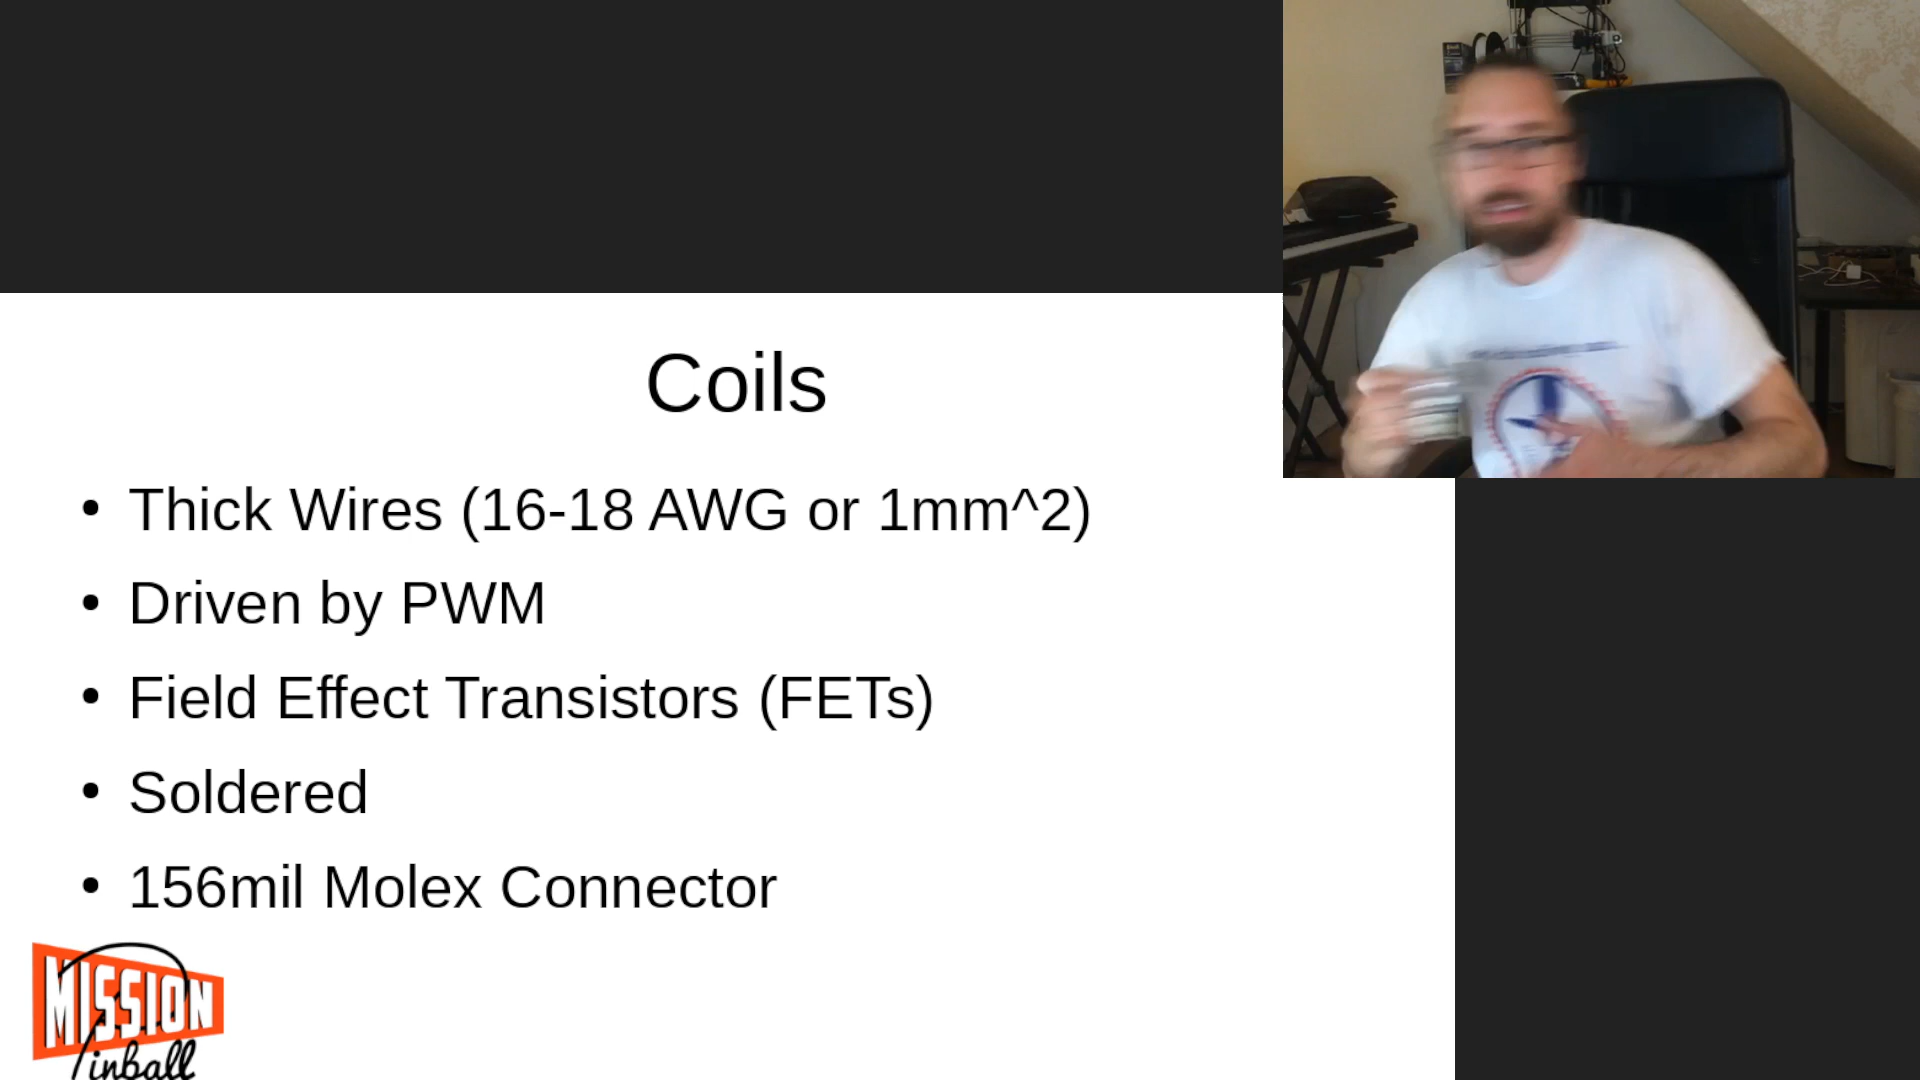 Coils
• Thick Wires (16-18 AWG or 1mm^2)
• Driven by PWM
• Field Effect Transistors (FETs)
• Soldered
• 156mil Molex Connector
MISSION
Pinball